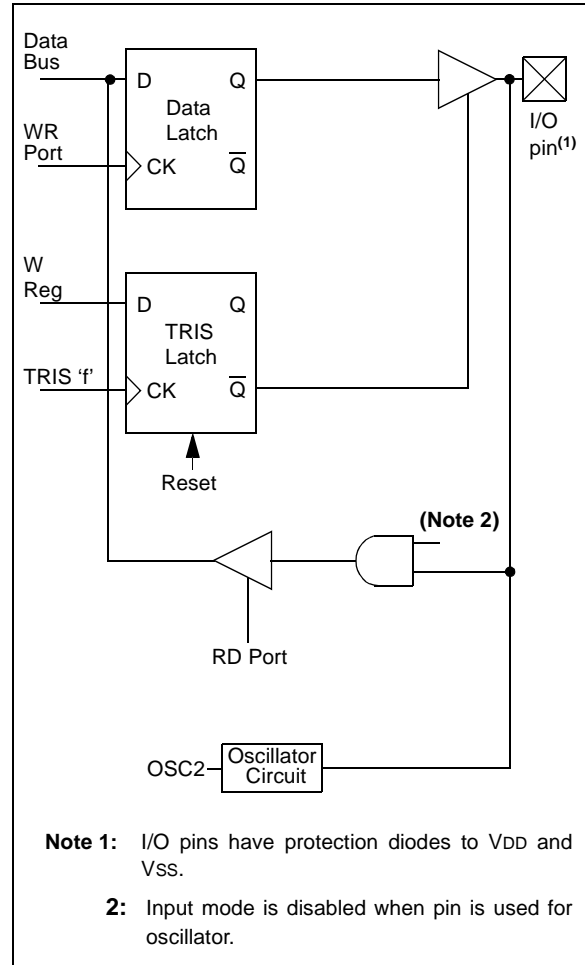 Data
Bus
D Q
Data
Latch
WR
Port
CK Q̅
I/O
pin(1)
W
Reg
D Q
TRIS
Latch
TRIS ‘f’
CK Q̅
Reset
(Note 2)
RD Port
OSC2
Oscillator
Circuit
Note 1: I/O pins have protection diodes to VDD and
VSS.
2: Input mode is disabled when pin is used for
oscillator.